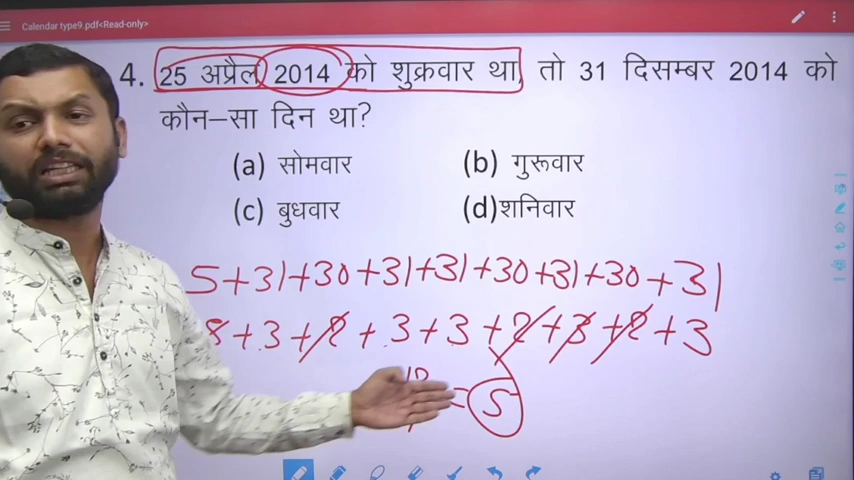 Calendar type9.pdf<Read-only>
4. 25 अप्रैल 2014 को शुक्रवार था, तो 31 दिसम्बर 2014 को
कौन–सा दिन था?
(a) सोमवार (b) गुरूवार
(c) बुधवार (d) शनिवार
5+31+30+31+31+30+31+30+31
+3+2+3+3+2+3+2+3
5